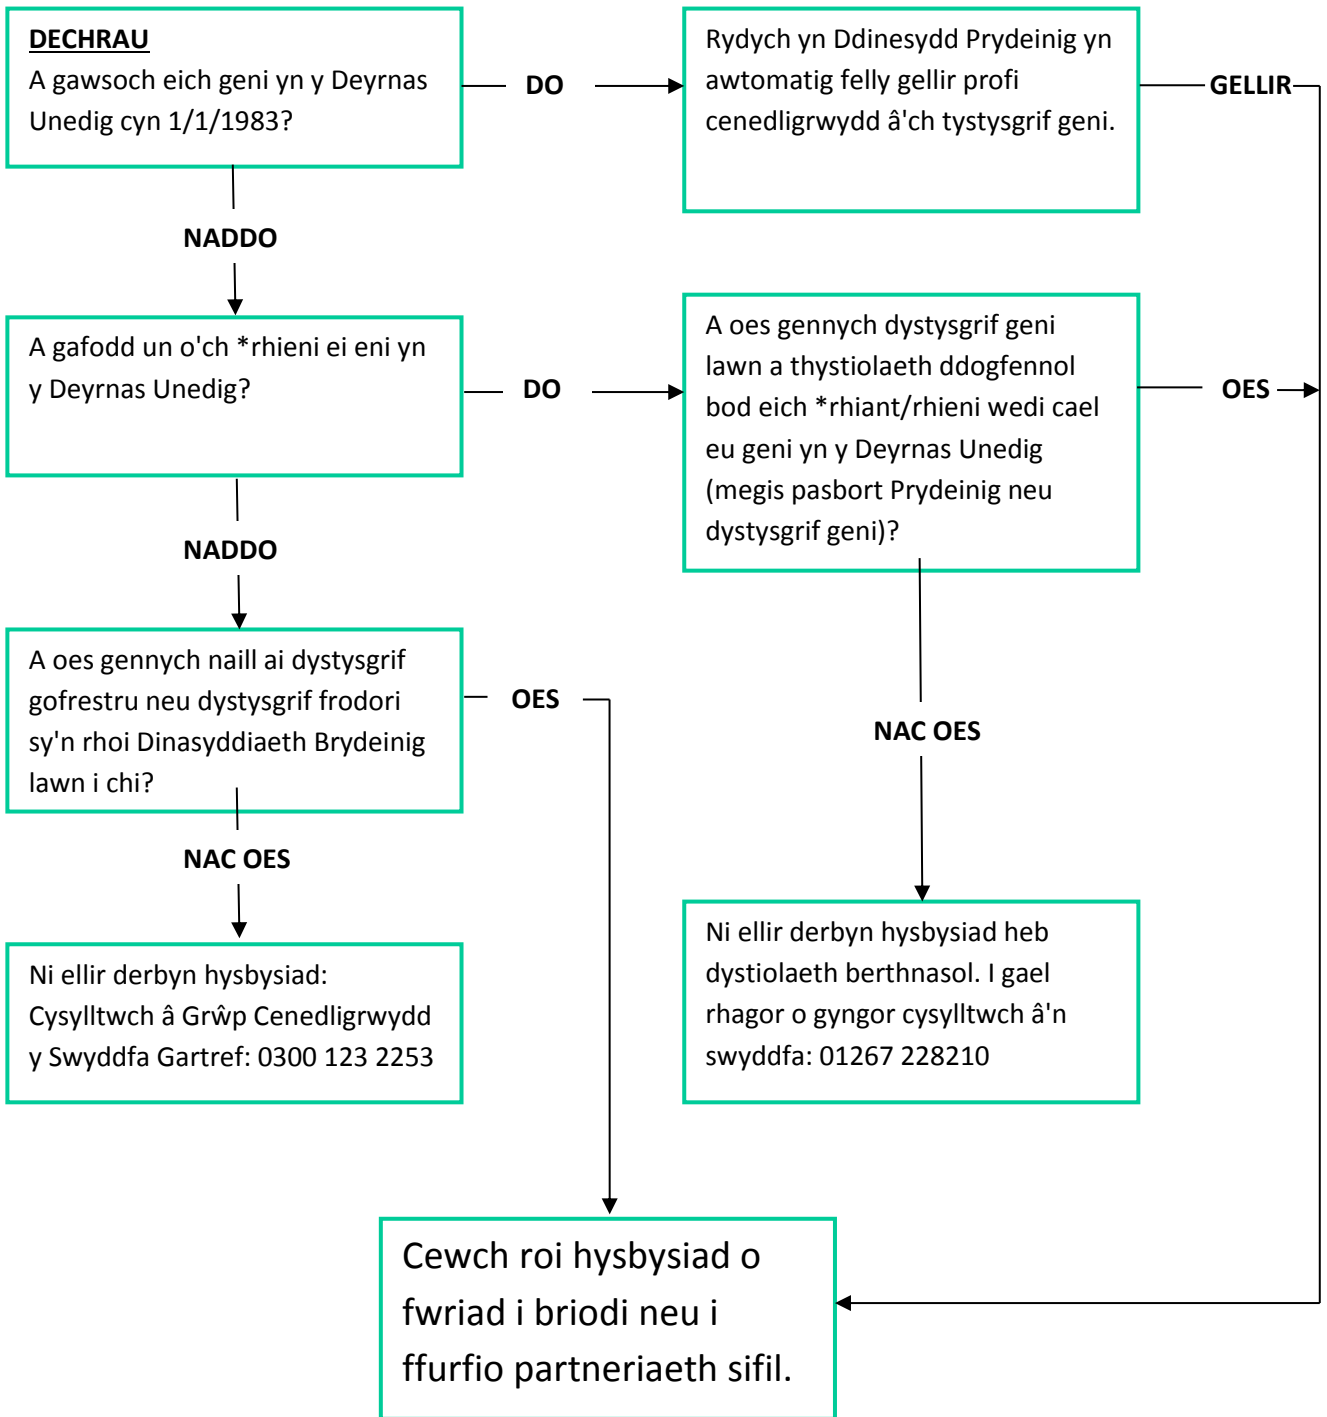 DECHRAU
A gawsoch eich geni yn y Deyrnas
Unedig cyn 1/1/1983?
DO
Rydych yn Ddinesydd Prydeinig yn
awtomatig felly gellir profi
cenedligrwydd â'ch tystysgrif geni.
GELLIR
NADDO
A gafodd un o'ch *rhieni ei eni yn
y Deyrnas Unedig?
DO
A oes gennych dystysgrif geni
lawn a thystiolaeth ddogfennol
bod eich *rhiant/rhieni wedi cael
eu geni yn y Deyrnas Unedig
(megis pasbort Prydeinig neu
dystysgrif geni)?
OES
NADDO
A oes gennych naill ai dystysgrif
gofrestru neu dystysgrif frodori
sy'n rhoi Dinasyddiaeth Brydeinig
lawn i chi?
OES
NAC OES
NAC OES
Ni ellir derbyn hysbysiad:
Cysylltwch â Grŵp Cenedligrwydd
y Swyddfa Gartref: 0300 123 2253
Ni ellir derbyn hysbysiad heb
dystiolaeth berthnasol. I gael
rhagor o gyngor cysylltwch â'n
swyddfa: 01267 228210
Cewch roi hysbysiad o
fwriad i briodi neu i
ffurfio partneriaeth sifil.